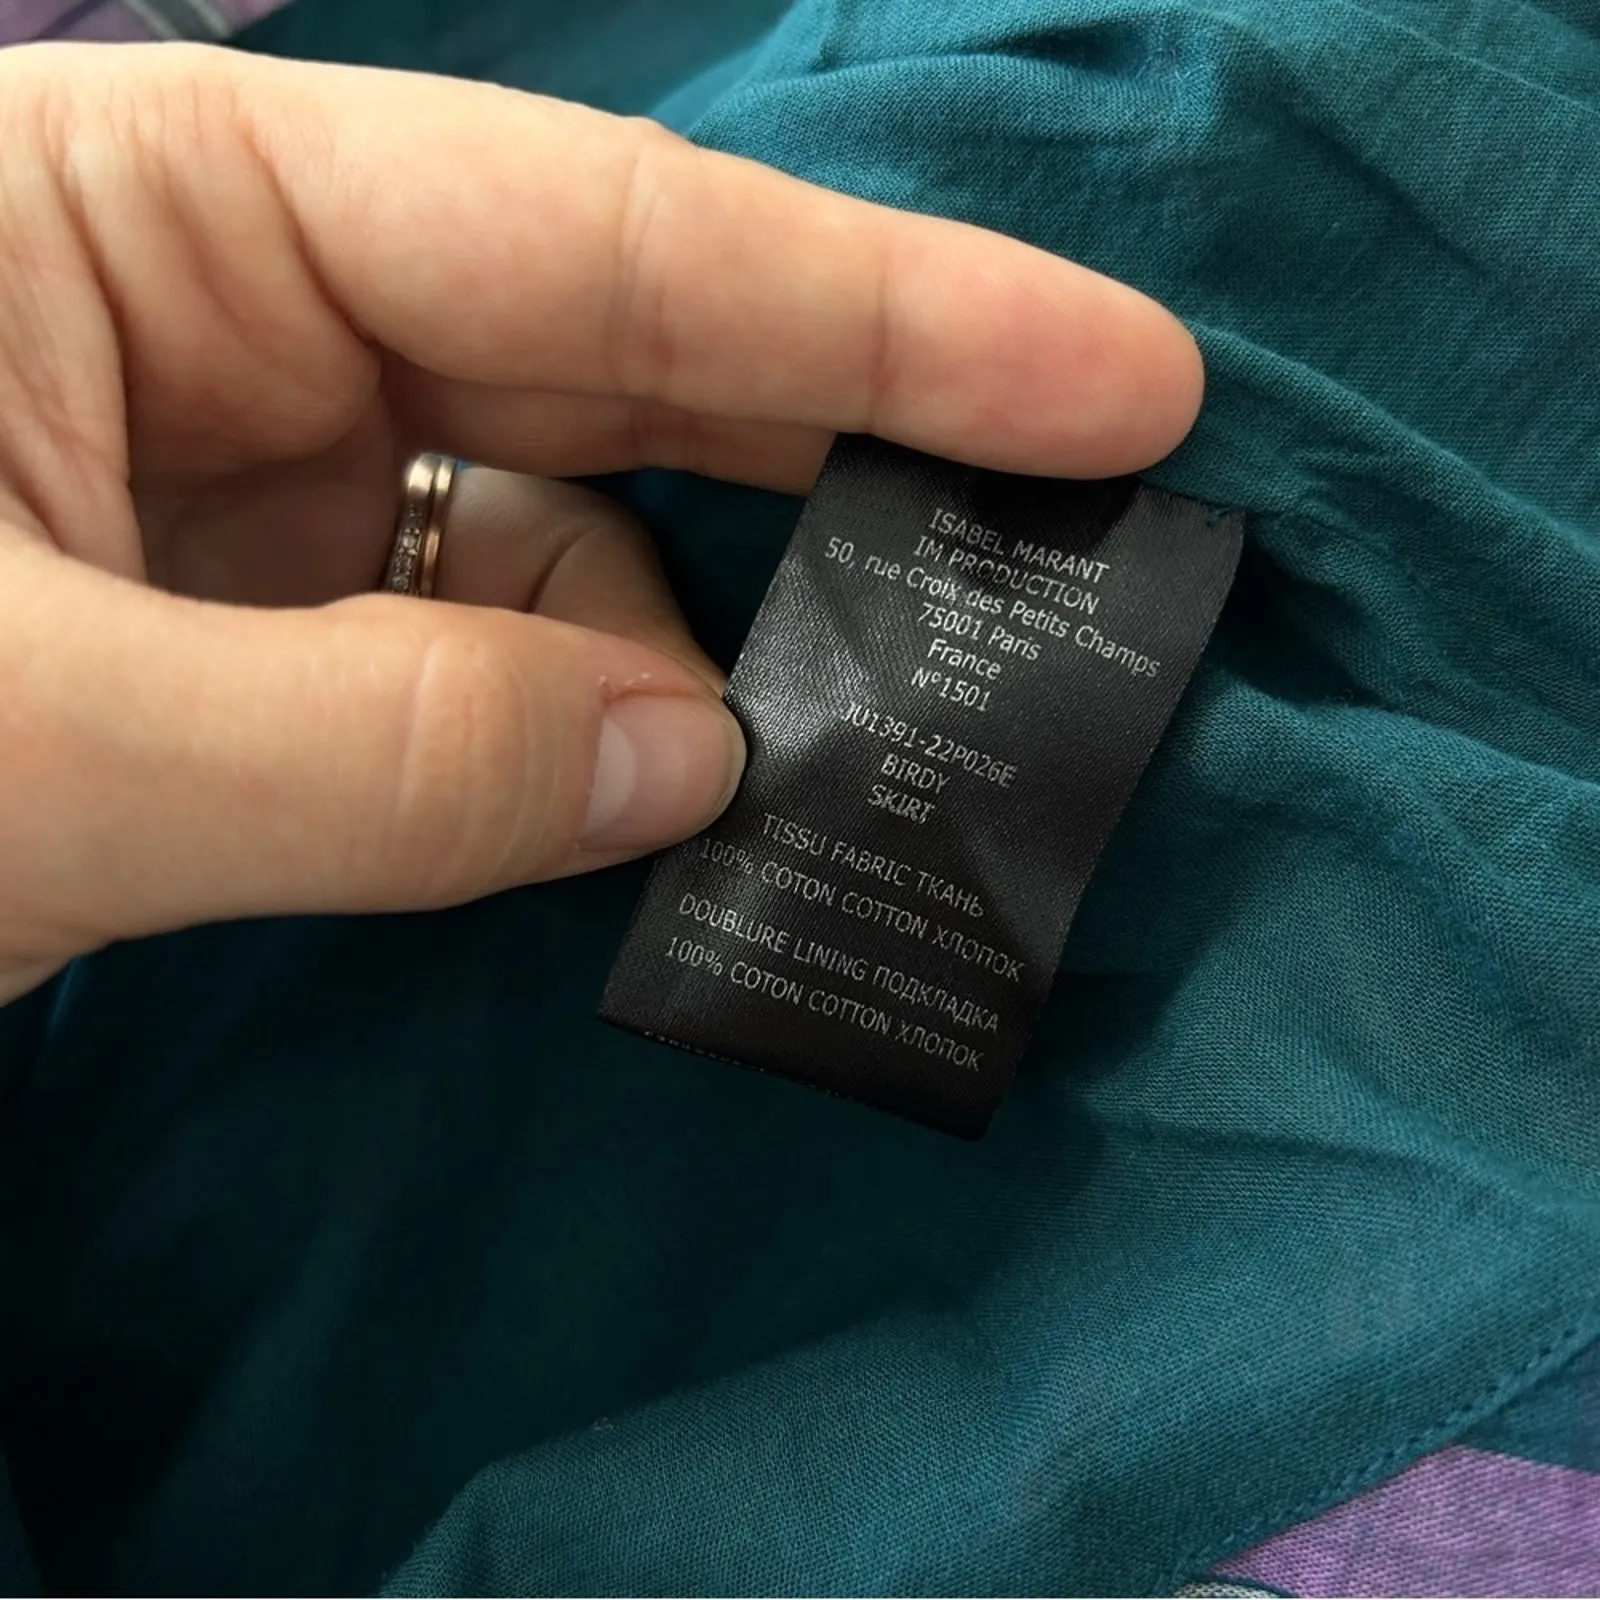 ISABEL MARANT
IM PRODUCTION
50, rue Croix des Petits Champs
75001 Paris
France
N°1501
JU1391-22P026E
BIRDY
SKIRT
TISSU FABRIC ТКАНЬ
100% COTON COTTON ХЛОПОК
DOUBLURE LINING ПОДКЛАДКА
100% COTON COTTON ХЛОПОК